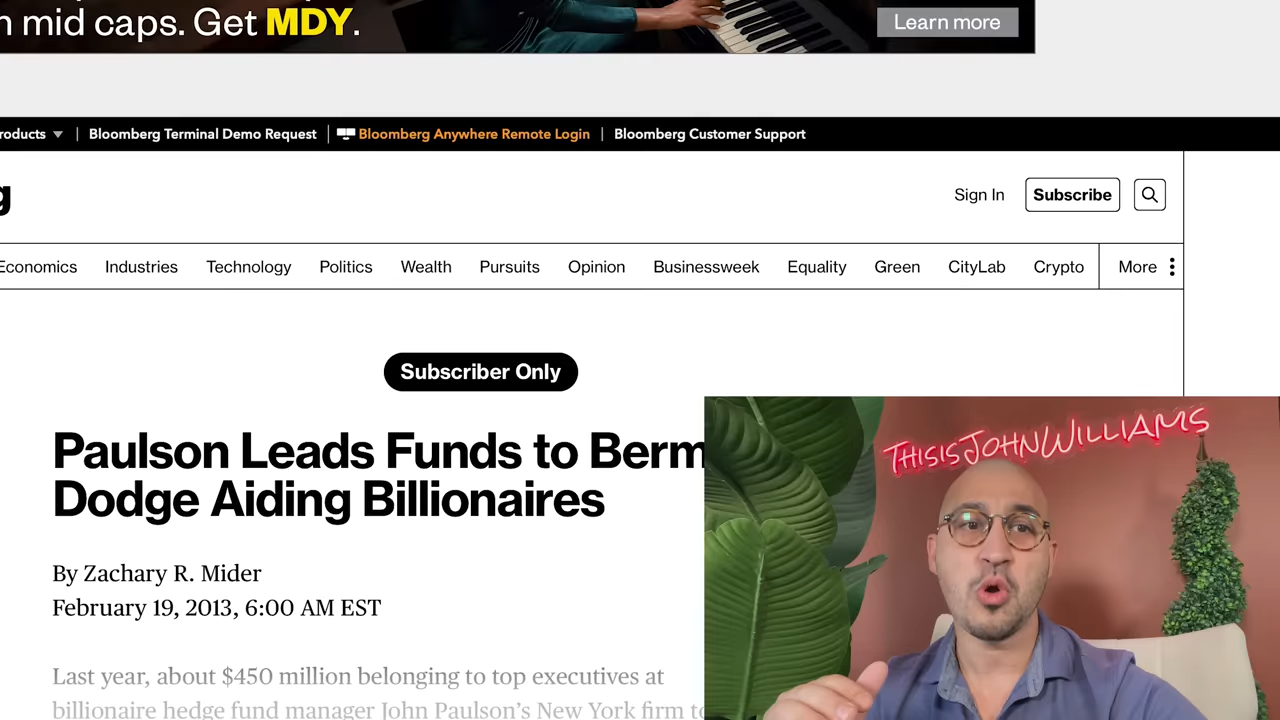 mid caps. Get MDY.
Learn more
Bloomberg Terminal Demo Request
Bloomberg Anywhere Remote Login
Bloomberg Customer Support
Sign In
Subscribe
Economics Industries Technology Politics Wealth Pursuits Opinion Businessweek Equality Green CityLab Crypto More
Subscriber Only
Paulson Leads Funds to
Dodge Aiding Billionaires
By Zachary R. Mider
February 19, 2013, 6:00 AM EST
Last year, about $450 million belonging to top executives at
billionaire hedge fund manager John Paulson's New York firm
THISISJOHNWILLIAMS